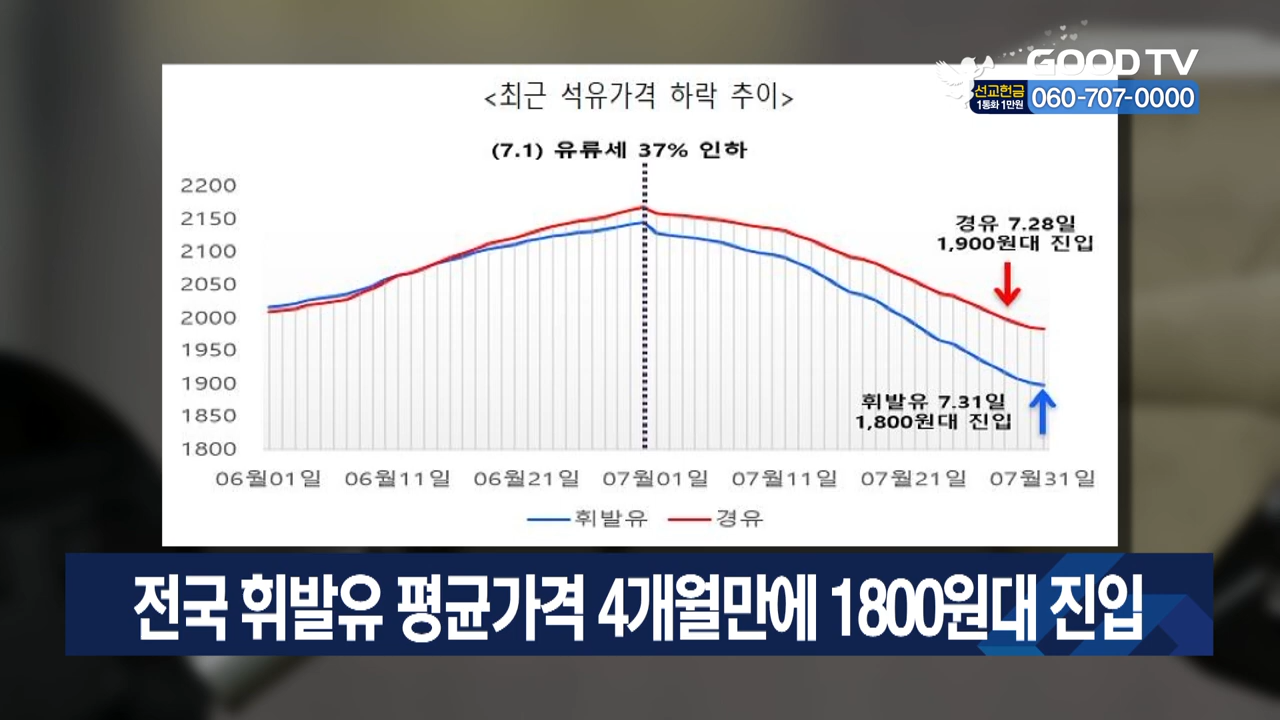 GOOD TV
선교헌금
1통화 1만원
060-707-0000
<최근 석유가격 하락 추이>
(7.1) 유류세 37% 인하
2200
2150
2100
2050
2000
1950
1900
1850
1800
경유 7.28일
1,900원대 진입
휘발유 7.31일
1,800원대 진입
06월01일 06월11일 06월21일 07월01일 07월11일 07월21일 07월31일
휘발유 경유
전국 휘발유 평균가격 4개월만에 1800원대 진입